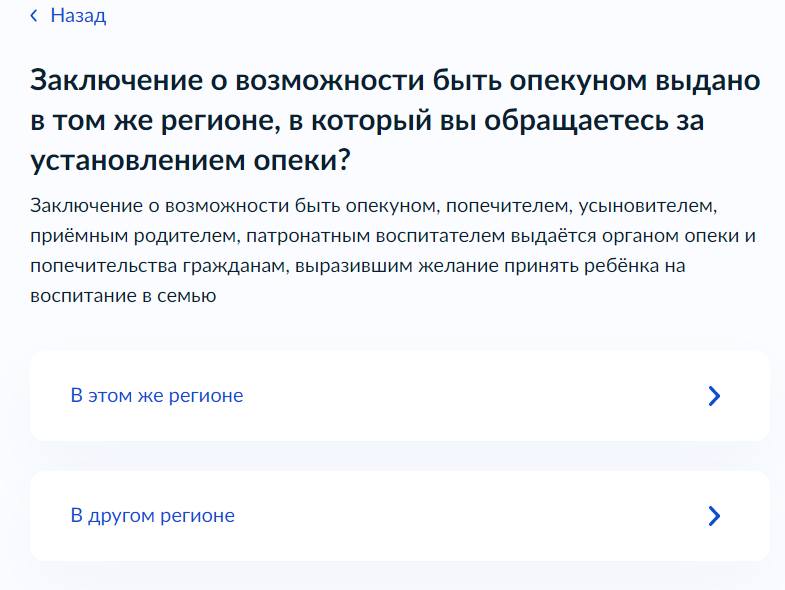 Назад
Заключение о возможности быть опекуном выдано
в том же регионе, в который вы обращаетесь за
установлением опеки?
Заключение о возможности быть опекуном, попечителем, усыновителем,
приёмным родителем, патронатным воспитателем выдаётся органом опеки и
попечительства гражданам, выразившим желание принять ребёнка на
воспитание в семью
В этом же регионе
В другом регионе